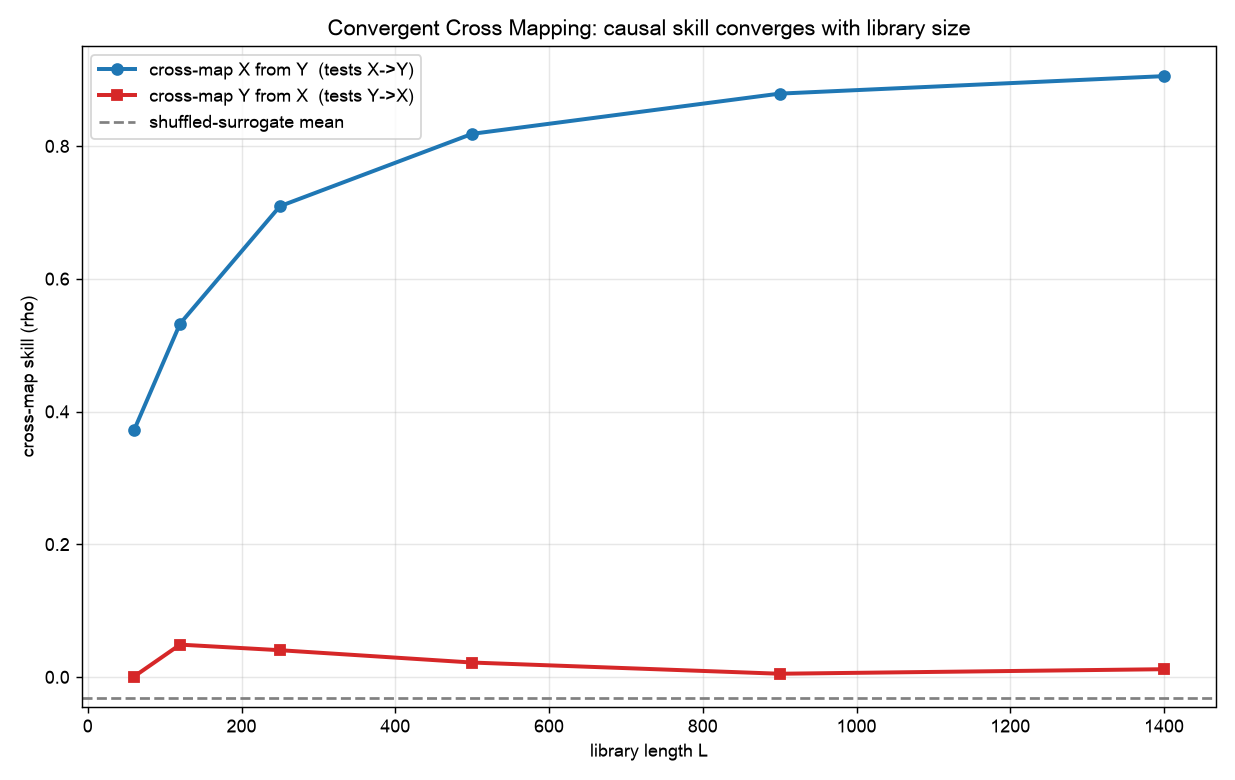 Convergent Cross Mapping: causal skill converges with library size
cross-map X from Y  (tests X->Y)
cross-map Y from X  (tests Y->X)
shuffled-surrogate mean
cross-map skill (rho)
0.8
0.6
0.4
0.2
0.0
0 200 400 600 800 1000 1200 1400
library length L